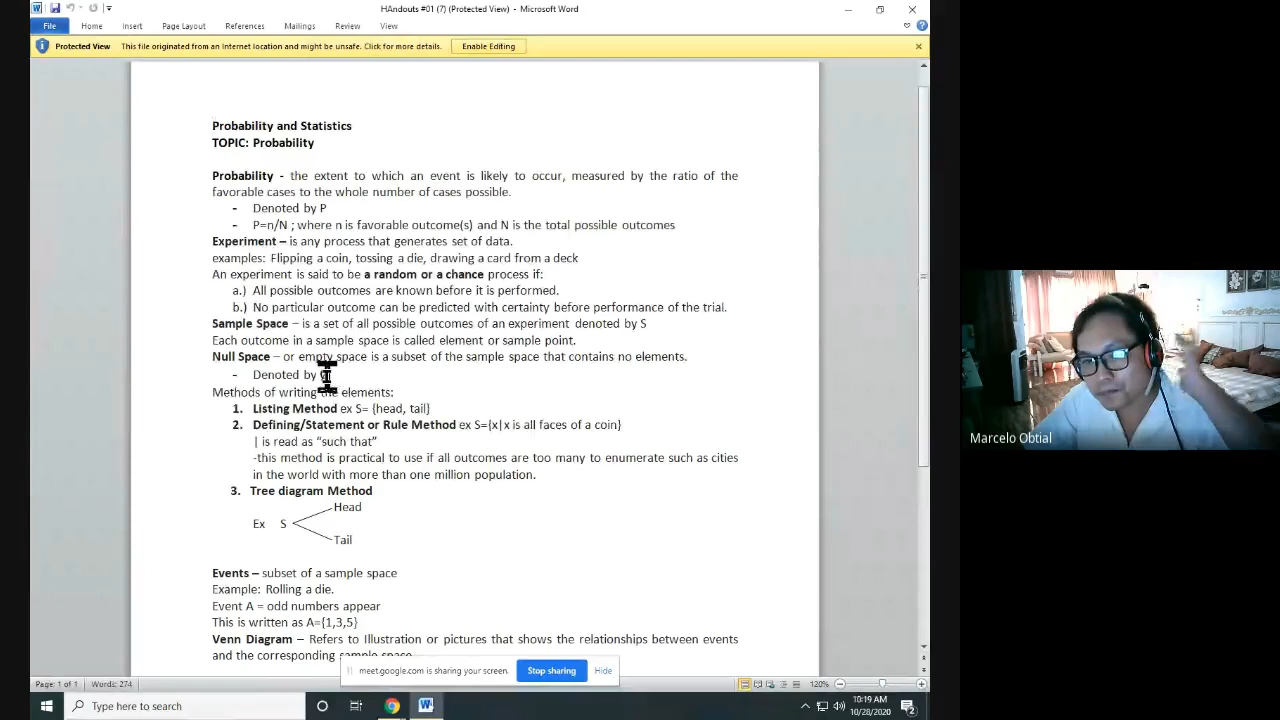 HAndouts #01 (7) (Protected View) - Microsoft Word
File Home Insert Page Layout References Mailings Review View
Protected View This file originated from an Internet location and might be unsafe. Click for more details. Enable Editing
Probability and Statistics
TOPIC: Probability
Probability - the extent to which an event is likely to occur, measured by the ratio of the
favorable cases to the whole number of cases possible.
- Denoted by P
- P=n/N ; where n is favorable outcome(s) and N is the total possible outcomes
Experiment – is any process that generates set of data.
examples: Flipping a coin, tossing a die, drawing a card from a deck
An experiment is said to be a random or a chance process if:
a.) All possible outcomes are known before it is performed.
b.) No particular outcome can be predicted with certainty before performance of the trial.
Sample Space – is a set of all possible outcomes of an experiment denoted by S
Each outcome in a sample space is called element or sample point.
Null Space – or empty space is a subset of the sample space that contains no elements.
- Denoted by
Methods of writing the elements:
1. Listing Method ex S= {head, tail}
2. Defining/Statement or Rule Method ex S={x|x is all faces of a coin}
| is read as “such that”
-this method is practical to use if all outcomes are too many to enumerate such as cities
in the world with more than one million population.
3. Tree diagram Method
Head
Ex S
Tail
Events – subset of a sample space
Example: Rolling a die.
Event A = odd numbers appear
This is written as A={1,3,5}
Venn Diagram – Refers to Illustration or pictures that shows the relationships between events
and the corresponding sample space
meet.google.com is sharing your screen. Stop sharing Hide
Page: 1 of 1 Words: 274 120%
Type here to search 10:19 AM
10/28/2020 2
Marcelo Obtial